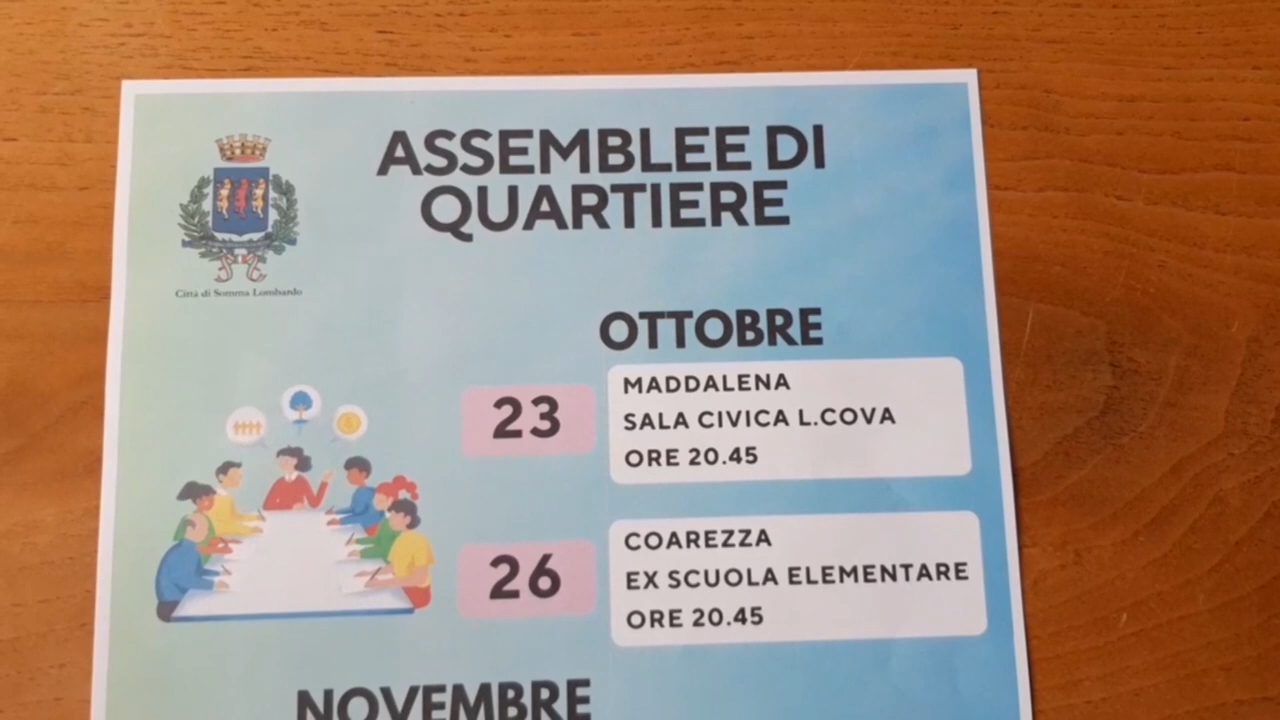 ASSEMBLEE DI
QUARTIERE
Città di Somma Lombardo
OTTOBRE
23
MADDALENA
SALA CIVICA L.COVA
ORE 20.45
26
COAREZZA
EX SCUOLA ELEMENTARE
ORE 20.45
NOVEMBRE